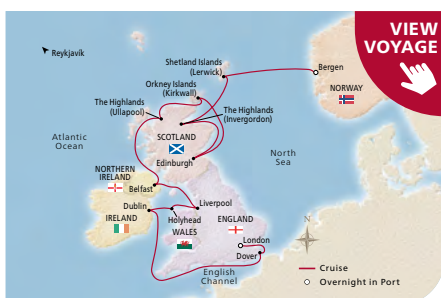 VIEW
VOYAGE
Reykjavík
Shetland Islands
(Lerwick)
Bergen
NORWAY
Orkney Islands
(Kirkwall)
The Highlands
(Ullapool)
The Highlands
(Invergordon)
SCOTLAND
Atlantic
Ocean
North
Sea
Edinburgh
NORTHERN
IRELAND
Belfast
Dublin
Liverpool
IRELAND
Holyhead
WALES
ENGLAND
London
Dover
N
English
Channel
Cruise
Overnight in Port